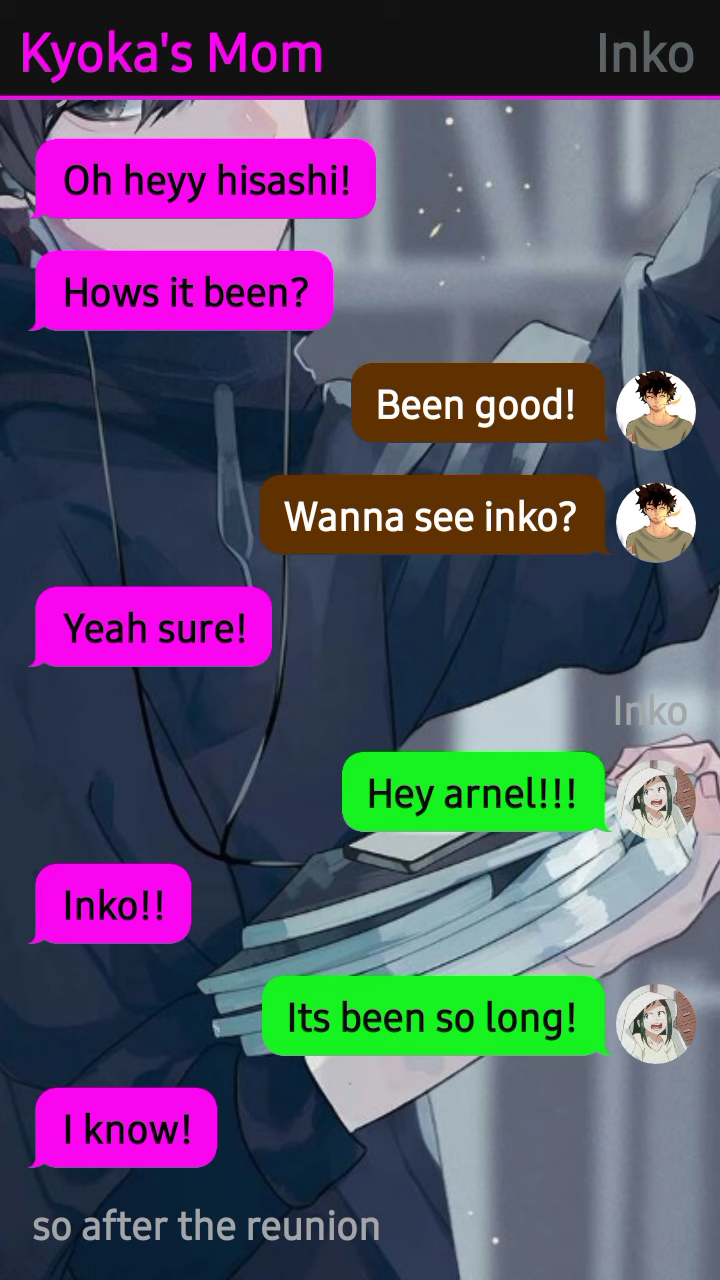 Kyoka's Mom
Inko
Oh heyy hisashi!
Hows it been?
Been good!
Wanna see inko?
Yeah sure!
Inko
Hey arnel!!!
Inko!!
Its been so long!
I know!
so after the reunion